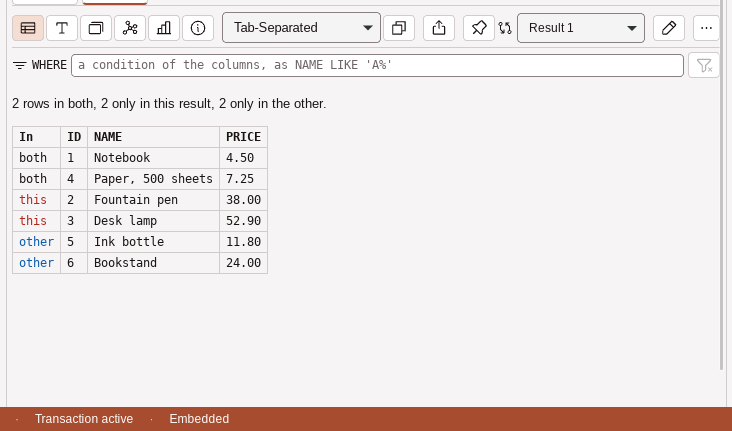 Tab-Separated
Result 1
WHERE a condition of the columns, as NAME LIKE 'A%'
2 rows in both, 2 only in this result, 2 only in the other.
In ID NAME PRICE
both 1 Notebook 4.50
both 4 Paper, 500 sheets 7.25
this 2 Fountain pen 38.00
this 3 Desk lamp 52.90
other 5 Ink bottle 11.80
other 6 Bookstand 24.00
· Transaction active · Embedded